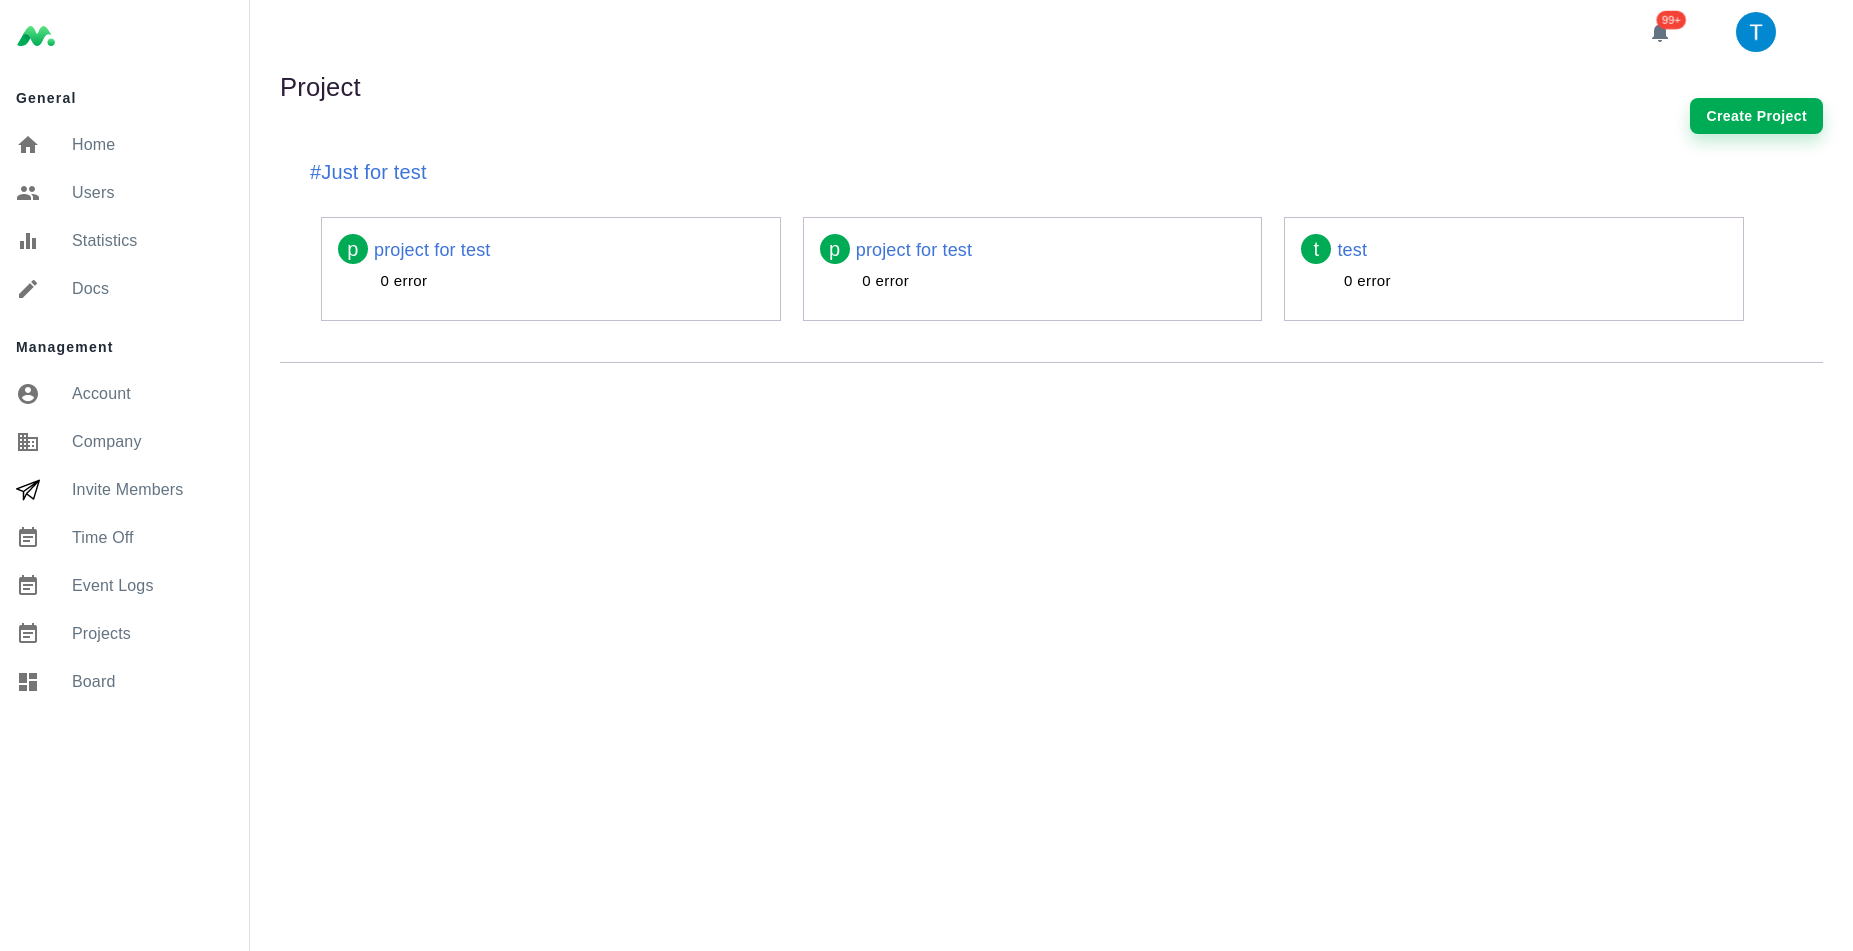 99+
T
General
Home
Users
Statistics
Docs
Management
Account
Company
Invite Members
Time Off
Event Logs
Projects
Board
Project
Create Project
#Just for test
p project for test
0 error
p project for test
0 error
t test
0 error